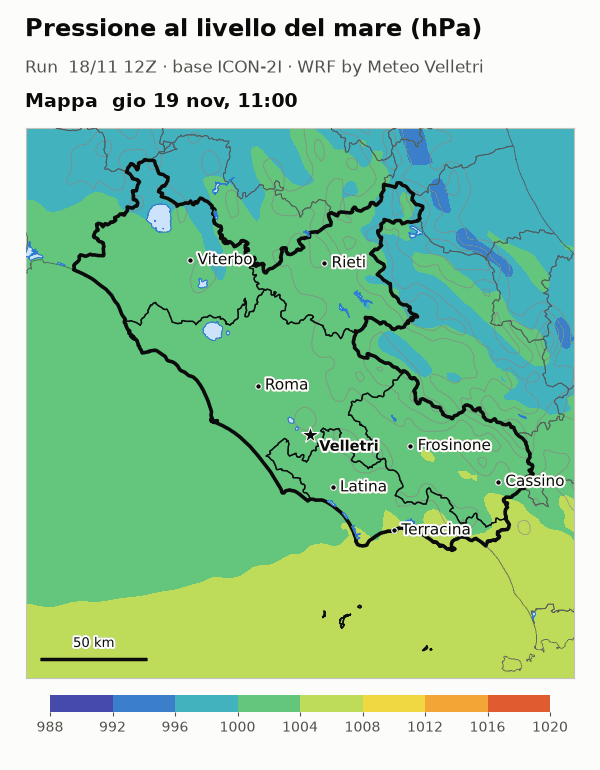 Pressione al livello del mare (hPa)
Run  18/11 12Z · base ICON-2I · WRF by Meteo Velletri
Mappa  gio 19 nov, 11:00
Viterbo
Rieti
Roma
Velletri
Frosinone
Latina
Cassino
Terracina
50 km
988 992 996 1000 1004 1008 1012 1016 1020